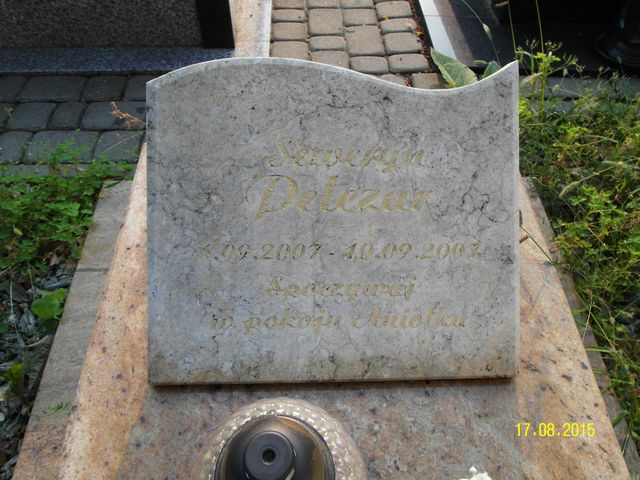 Seweryn
Pelczar
6.09.2007 - 10.09.2007
Spoczywaj
w pokoju Aniołku
17.08.2015